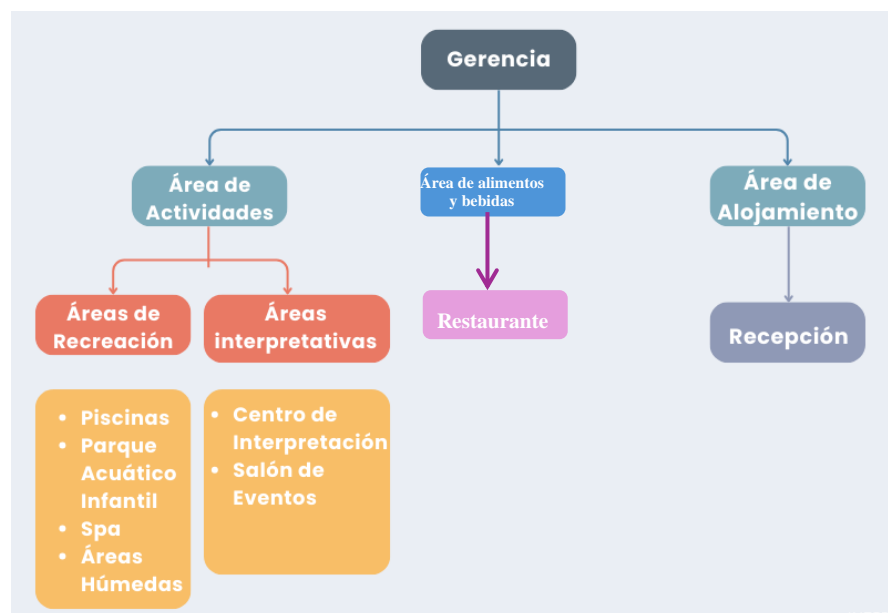 Gerencia
Área de
Actividades
Área de alimentos
y bebidas
Área de
Alojamiento
Áreas de
Recreación
Áreas
interpretativas
Restaurante
Recepción
• Piscinas
• Parque
Acuático
Infantil
• Spa
• Áreas
Húmedas
• Centro de
Interpretación
• Salón de
Eventos